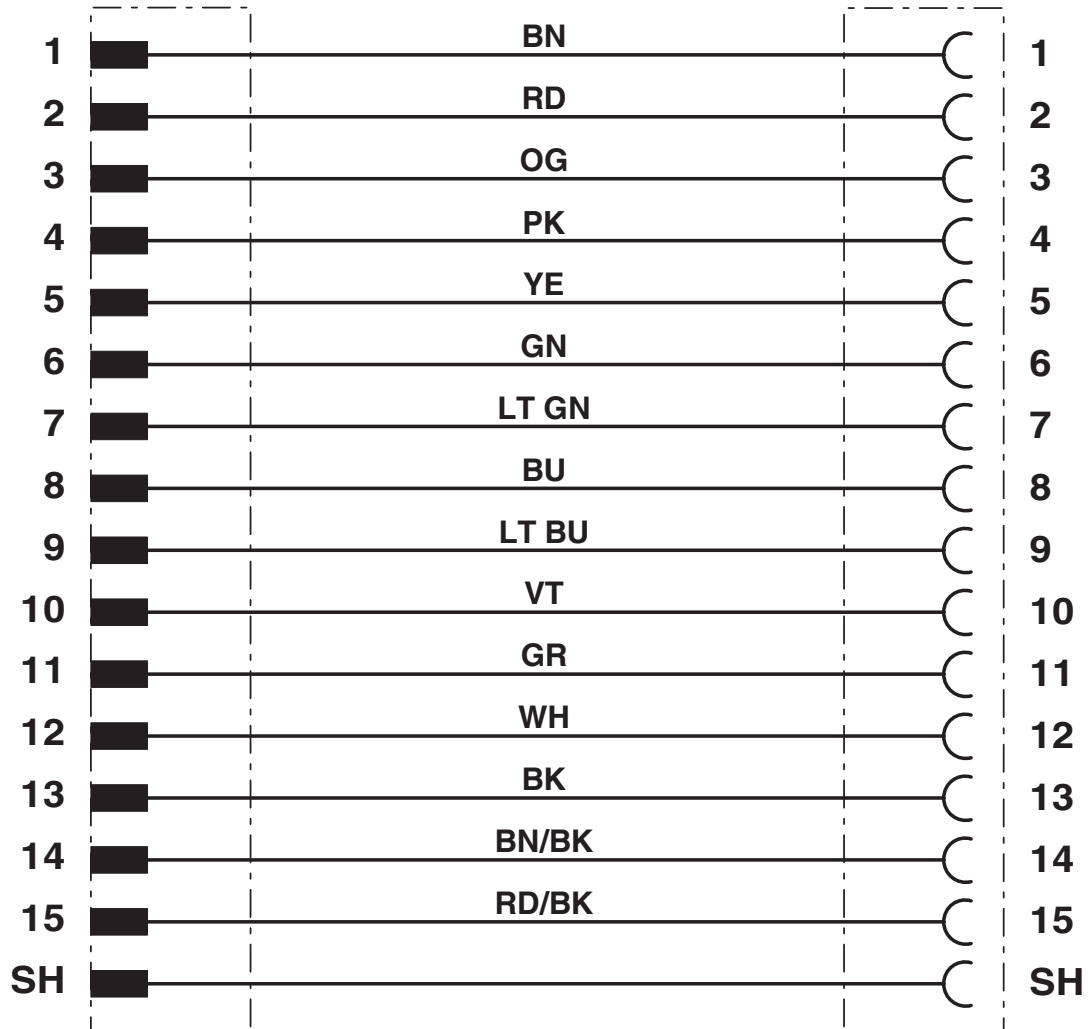 1 BN 1
2 RD 2
3 OG 3
4 PK 4
5 YE 5
6 GN 6
7 LT GN 7
8 BU 8
9 LT BU 9
10 VT 10
11 GR 11
12 WH 12
13 BK 13
14 BN/BK 14
15 RD/BK 15
SH SH